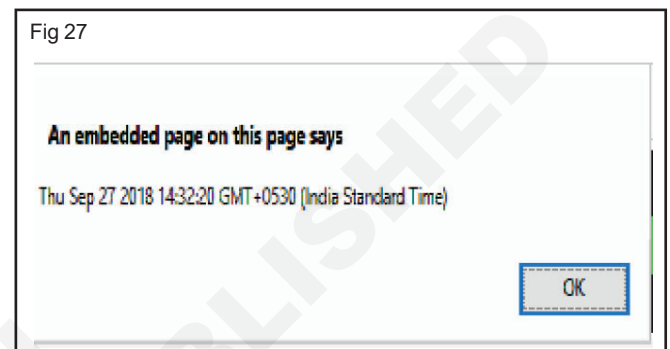 Fig 27
An embedded page on this page says
Thu Sep 27 2018 14:32:20 GMT+0530 (India Standard Time)
OK